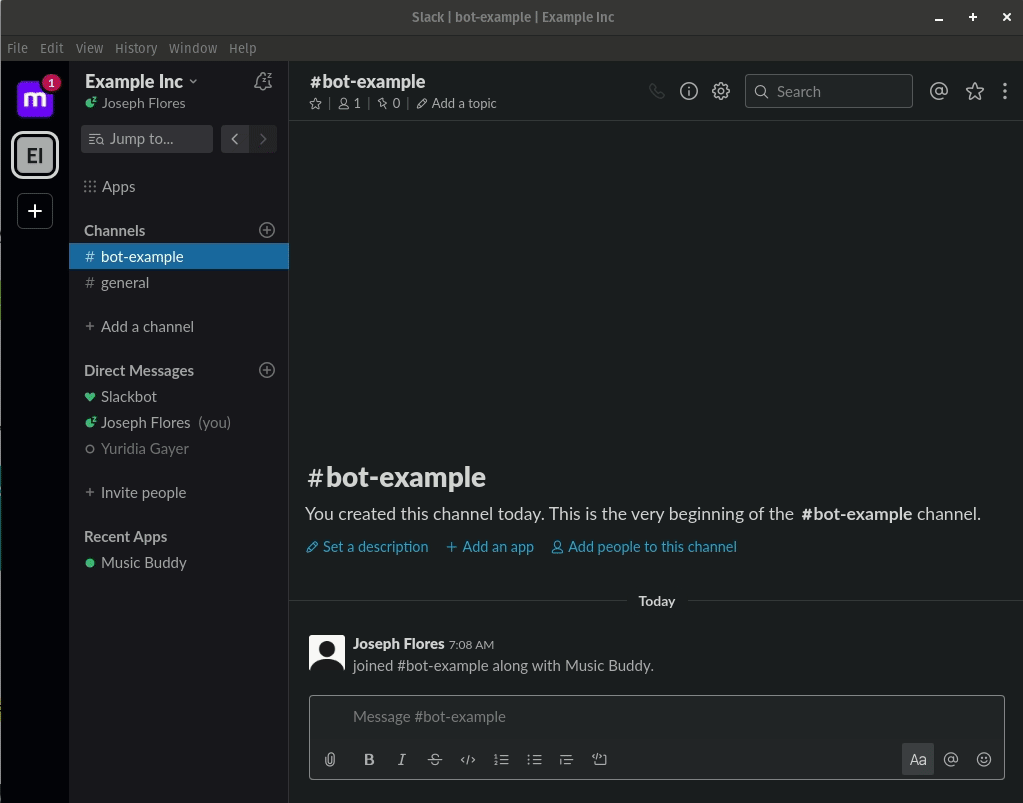 Slack | bot-example | Example Inc
File Edit View History Window Help
m 1
EI
Example Inc
Joseph Flores
Jump to...
Apps
Channels
# bot-example
# general
+ Add a channel
Direct Messages
Slackbot
Joseph Flores (you)
Yuridia Gayer
+ Invite people
Recent Apps
Music Buddy
#bot-example
1 | 0 | Add a topic
Search
#bot-example
You created this channel today. This is the very beginning of the #bot-example channel.
Set a description + Add an app Add people to this channel
Today
Joseph Flores 7:08 AM
joined #bot-example along with Music Buddy.
Message #bot-example
B I S </> Aa @